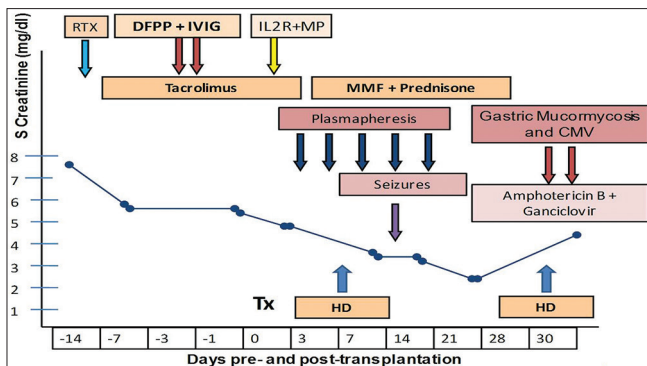 RTX
DFPP + IVIG
IL2R+MP
Tacrolimus
MMF + Prednisone
Plasmapheresis
Gastric Mucormycosis
and CMV
Seizures
Amphotericin B +
Ganciclovir
S Creatinine (mg/dl)
8
7
6
5
4
3
2
1
Tx
HD
HD
-14 -7 -3 -1 0 3 7 14 21 28 30
Days pre- and post-transplantation